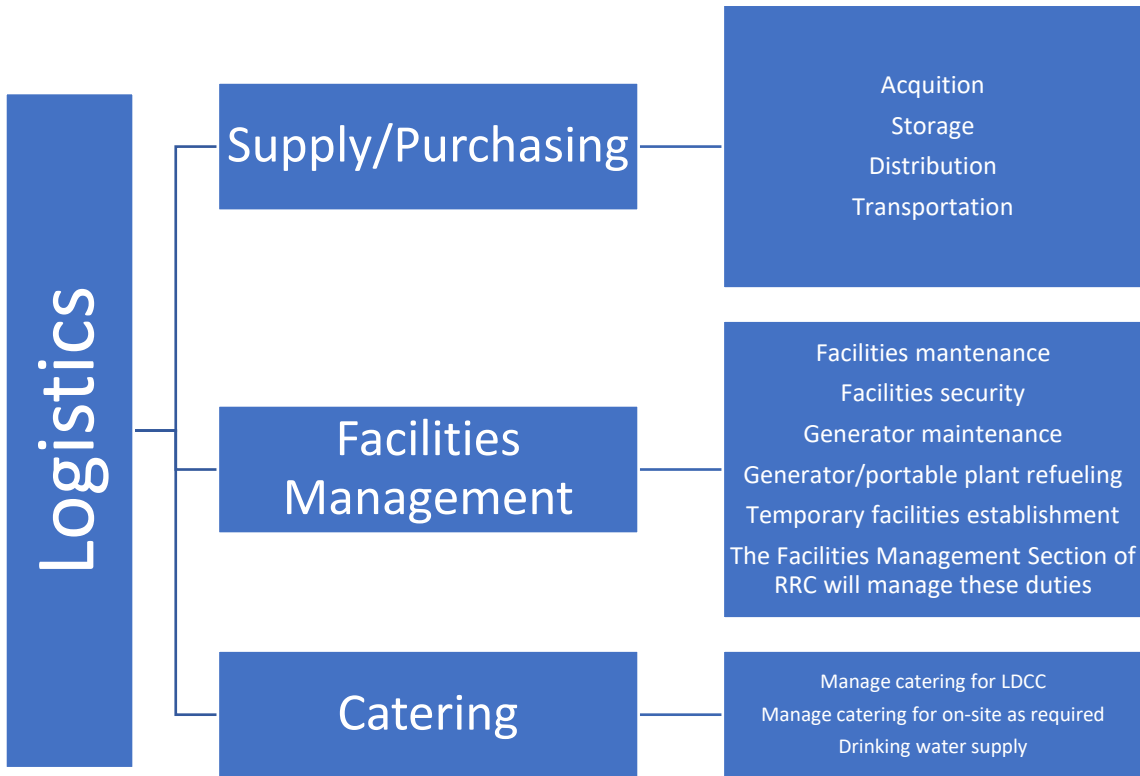 Logistics
Supply/Purchasing
Acquition
Storage
Distribution
Transportation
Facilities
Management
Facilities mantenance
Facilities security
Generator maintenance
Generator/portable plant refueling
Temporary facilities establishment
The Facilities Management Section of
RRC will manage these duties
Catering
Manage catering for LDCC
Manage catering for on-site as required
Drinking water supply